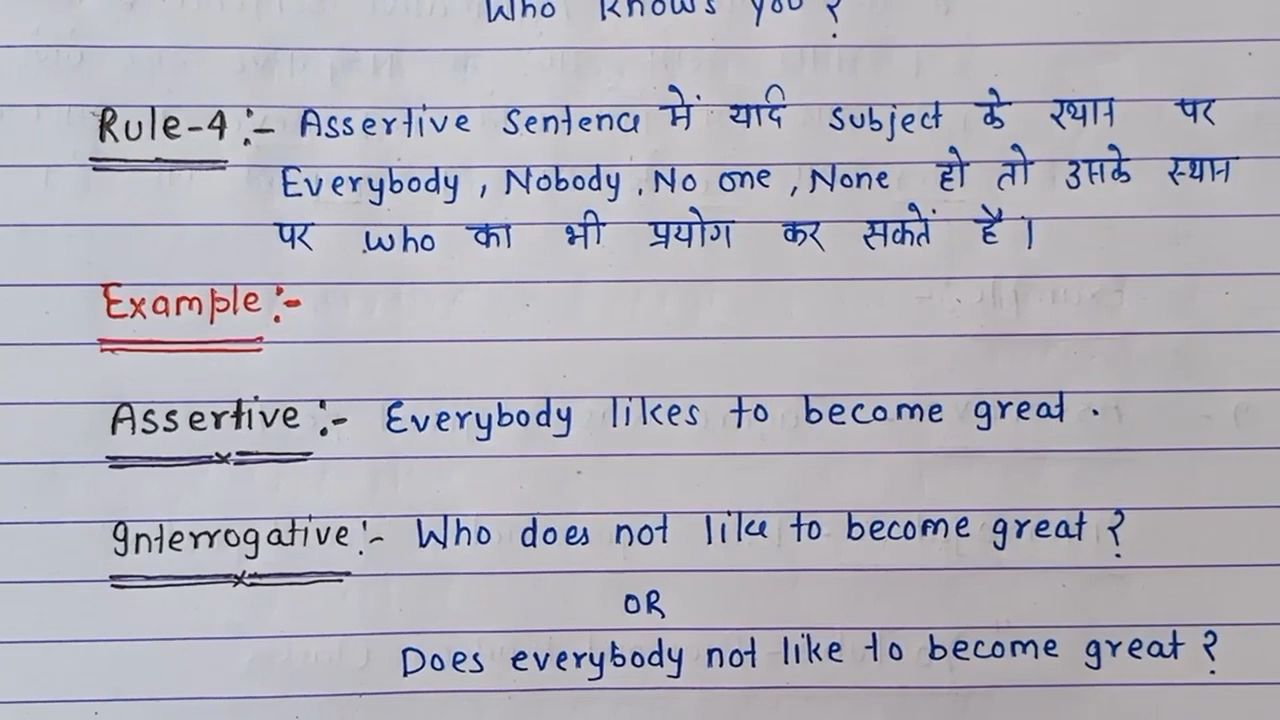 Who knows you ?
Rule-4 :- Assertive Sentence में यदि subject के स्थान पर
Everybody, Nobody, No one, None हो तो उसके स्थान
पर who का भी प्रयोग कर सकतें है ।
Example:-
Assertive :- Everybody likes to become great .
Interrogative :- Who does not like to become great ?
OR
Does everybody not like to become great ?